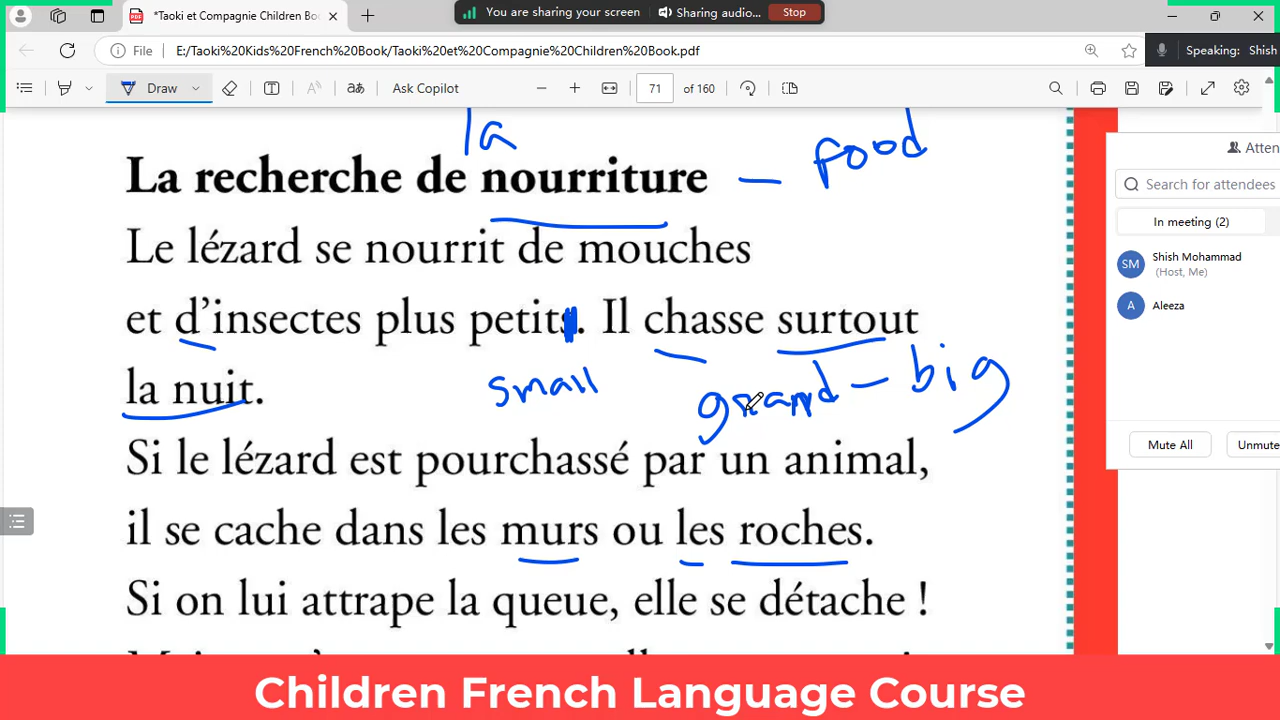 *Taoki et Compagnie Children Bo
You are sharing your screen
Sharing audio...
Stop
File
E:/Taoki%20Kids%20French%20Book/Taoki%20et%20Compagnie%20Children%20Book.pdf
Speaking: Shish
Draw
aあ
Ask Copilot
71 of 160
la
food
La recherche de nourriture
Le lézard se nourrit de mouches
et d'insectes plus petits. Il chasse surtout
small
grand – big
la nuit.
Si le lézard est pourchassé par un animal,
il se cache dans les murs ou les roches.
Si on lui attrape la queue, elle se détache !
Atten
Search for attendees
In meeting (2)
SM
Shish Mohammad
(Host, Me)
A
Aleeza
Mute All
Unmute
Children French Language Course